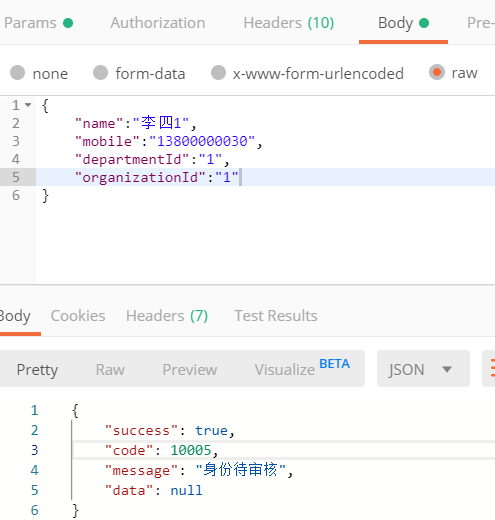 Params Authorization Headers (10) Body Pre-
none form-data x-www-form-urlencoded raw
1 {
2 "name":"李四1",
3 "mobile":"13800000030",
4 "departmentId":"1",
5 "organizationId":"1"
6 }
Body Cookies Headers (7) Test Results
Pretty Raw Preview Visualize BETA JSON
1 {
2 "success": true,
3 "code": 10005,
4 "message": "身份待审核",
5 "data": null
6 }